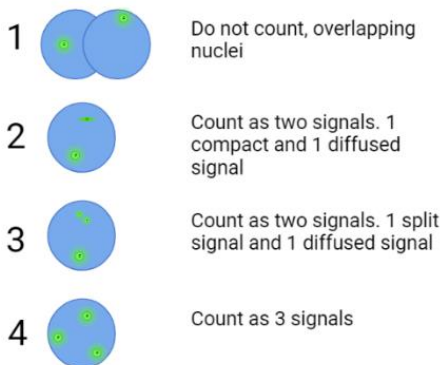 1
Do not count, overlapping
nuclei
2
Count as two signals. 1
compact and 1 diffused
signal
3
Count as two signals. 1 split
signal and 1 diffused signal
4
Count as 3 signals